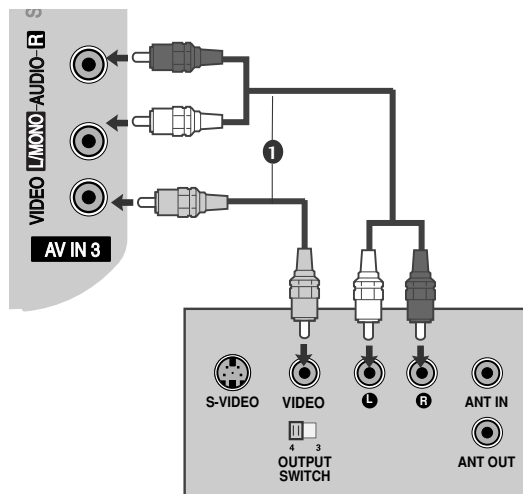 VIDEO L/MONO AUDIO R
AV IN 3
1
S-VIDEO
VIDEO
L
R
ANT IN
4 3
OUTPUT
SWITCH
ANT OUT